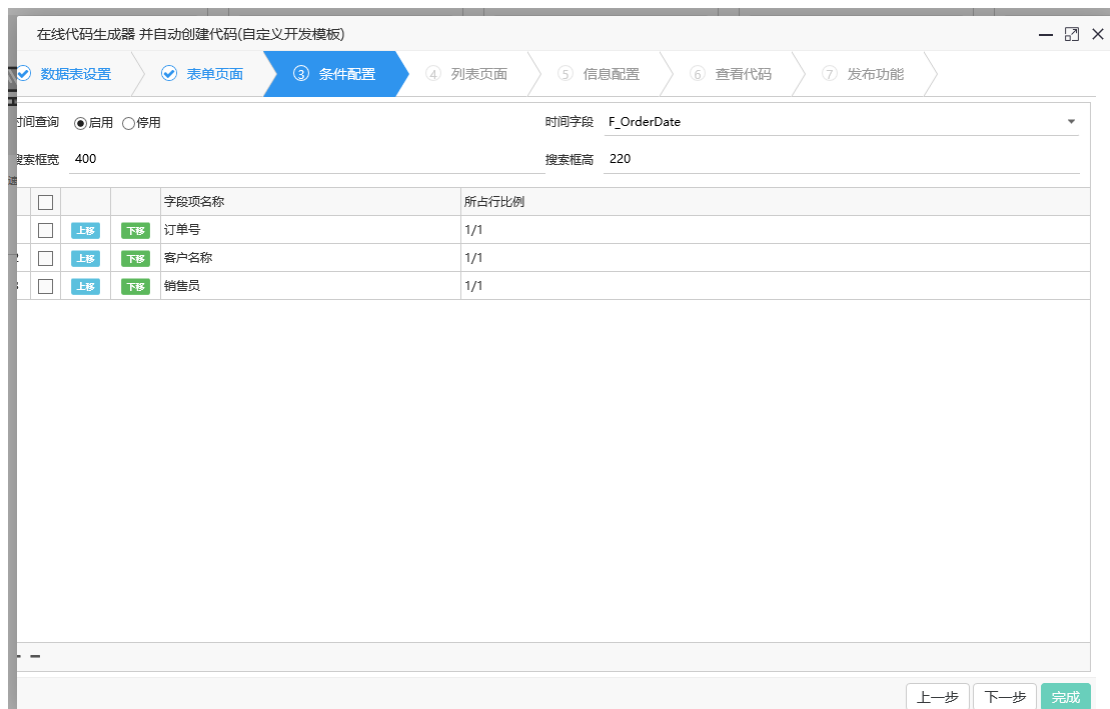 在线代码生成器 并自动创建代码(自定义开发模板)
数据表设置 表单页面 3 条件配置 4 列表页面 5 信息配置 6 查看代码 7 发布功能
时间查询 启用 停用 时间字段 F_OrderDate
搜索框宽 400 搜索框高 220
字段项名称 所占行比例
上移 下移 订单号 1/1
2 上移 下移 客户名称 1/1
3 上移 下移 销售员 1/1
上一步 下一步 完成